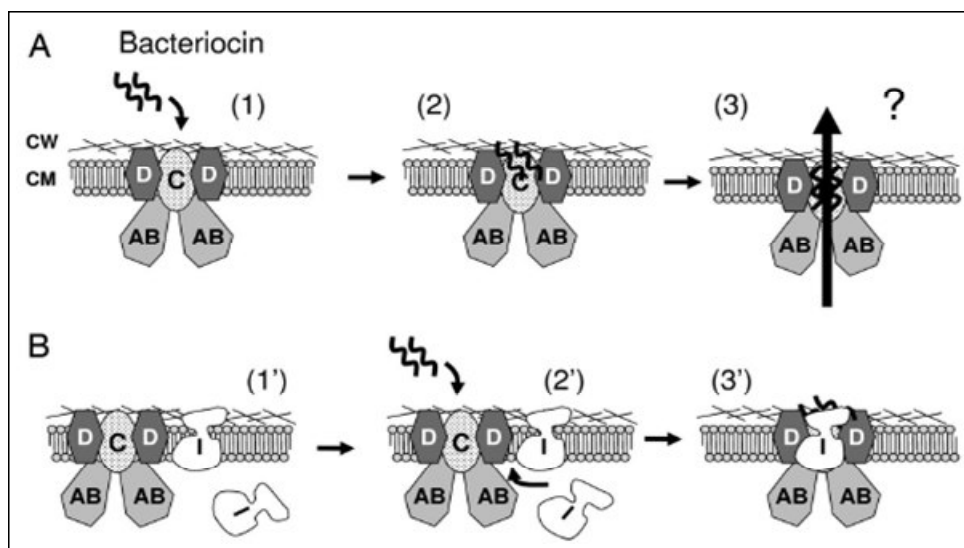 A
Bacteriocin
(1) (2) (3) ?
CW
CM
D C D D C D D D
AB AB AB AB AB AB
B
(1') (2') (3')
D C D I D C D I D I D
AB AB I AB AB I AB AB